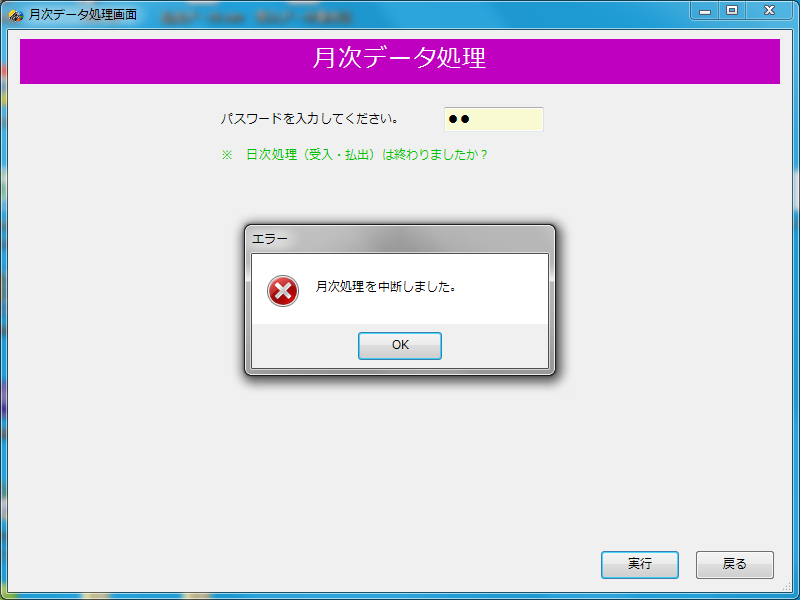 月次データ処理画面
月次データ処理
パスワードを入力してください。 ●●
※ 日次処理（受入・払出）は終わりましたか？
エラー
月次処理を中断しました。
OK
実行 戻る